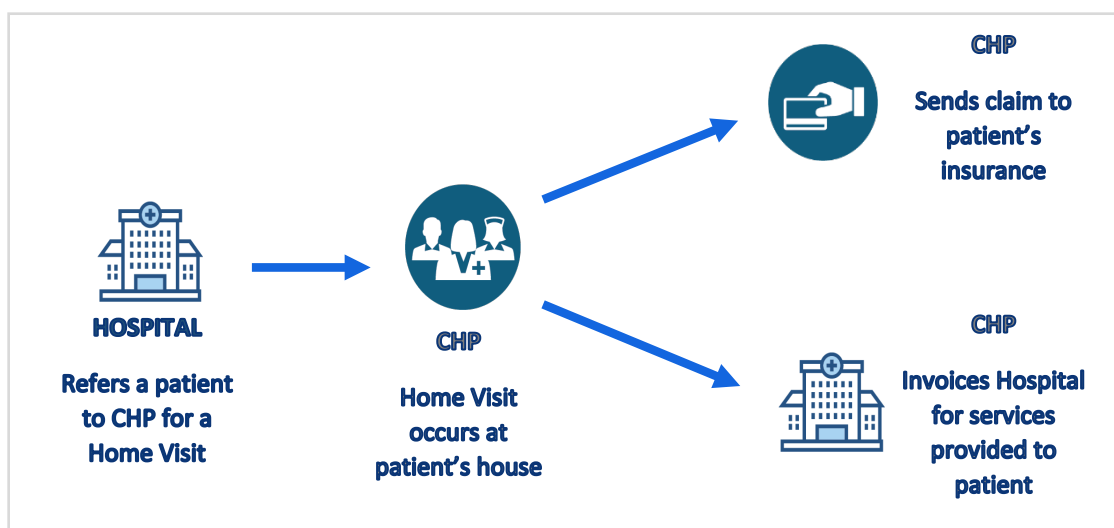 HOSPITAL
Refers a patient
to CHP for a
Home Visit
CHP
Home Visit
occurs at
patient's house
CHP
Sends claim to
patient's
insurance
CHP
Invoices Hospital
for services
provided to
patient